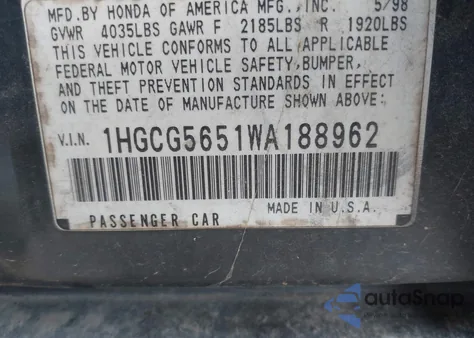 MFD.BY HONDA OF AMERICA MFG.,INC. 5/98
GVWR 4035LBS GAWR F 2185LBS R 1920LBS
THIS VEHICLE CONFORMS TO ALL APPLICABLE
FEDERAL MOTOR VEHICLE SAFETY,BUMPER,
AND THEFT PREVENTION STANDARDS IN EFFECT
ON THE DATE OF MANUFACTURE SHOWN ABOVE:
V.I.N. 1HGCG5651WA188962
PASSENGER CAR MADE IN U.S.A.
autoSnap